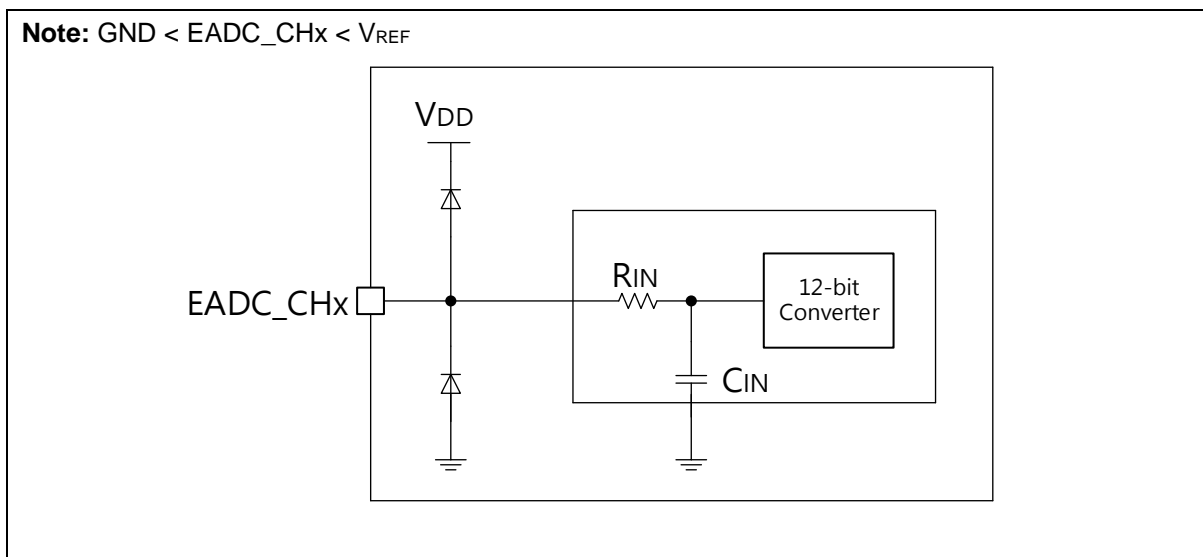 Note: GND < EADC_CHx < VREF
VDD
EADC_CHx
RIN
12-bit
Converter
CIN